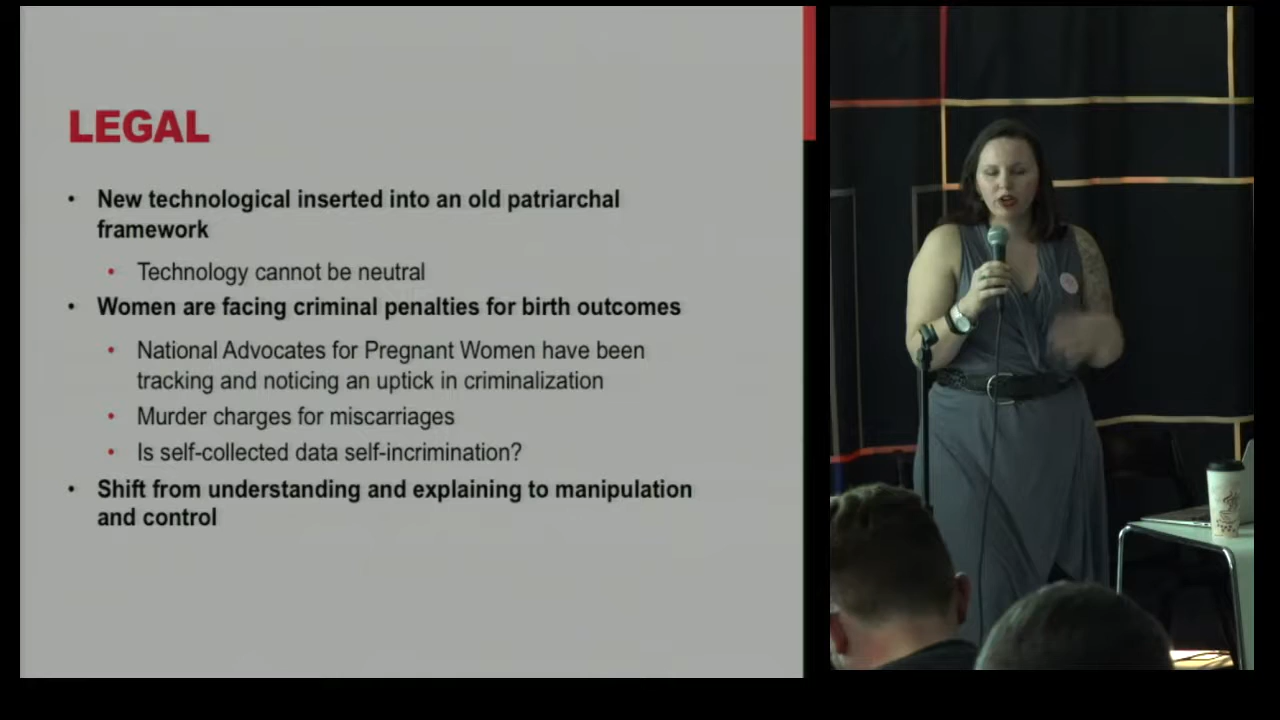 LEGAL
• New technological inserted into an old patriarchal
framework
• Technology cannot be neutral
• Women are facing criminal penalties for birth outcomes
• National Advocates for Pregnant Women have been
tracking and noticing an uptick in criminalization
• Murder charges for miscarriages
• Is self-collected data self-incrimination?
• Shift from understanding and explaining to manipulation
and control